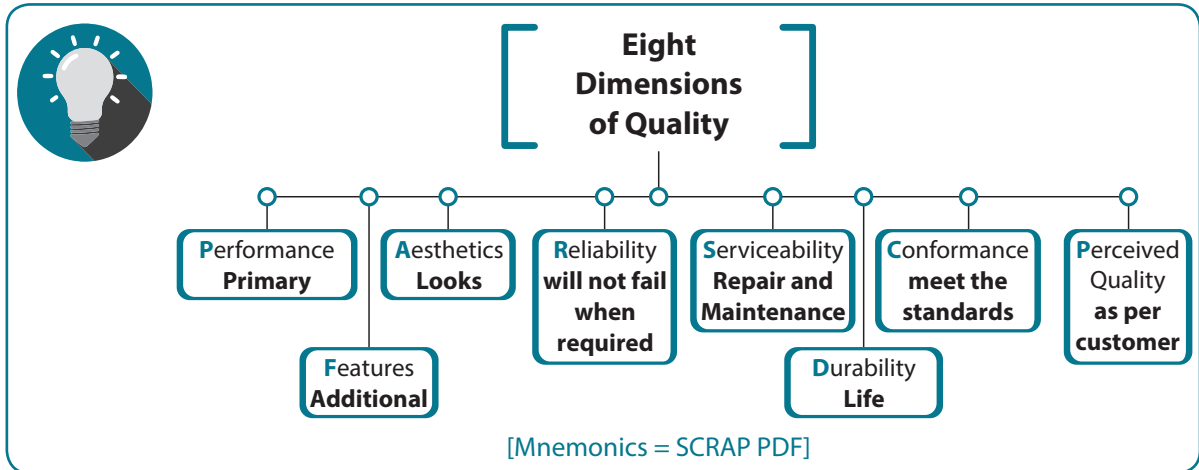 Eight
Dimensions
of Quality
Performance
Primary
Features
Additional
Aesthetics
Looks
Reliability
will not fail
when
required
Serviceability
Repair and
Maintenance
Durability
Life
Conformance
meet the
standards
Perceived
Quality
as per
customer
[Mnemonics = SCRAP PDF]